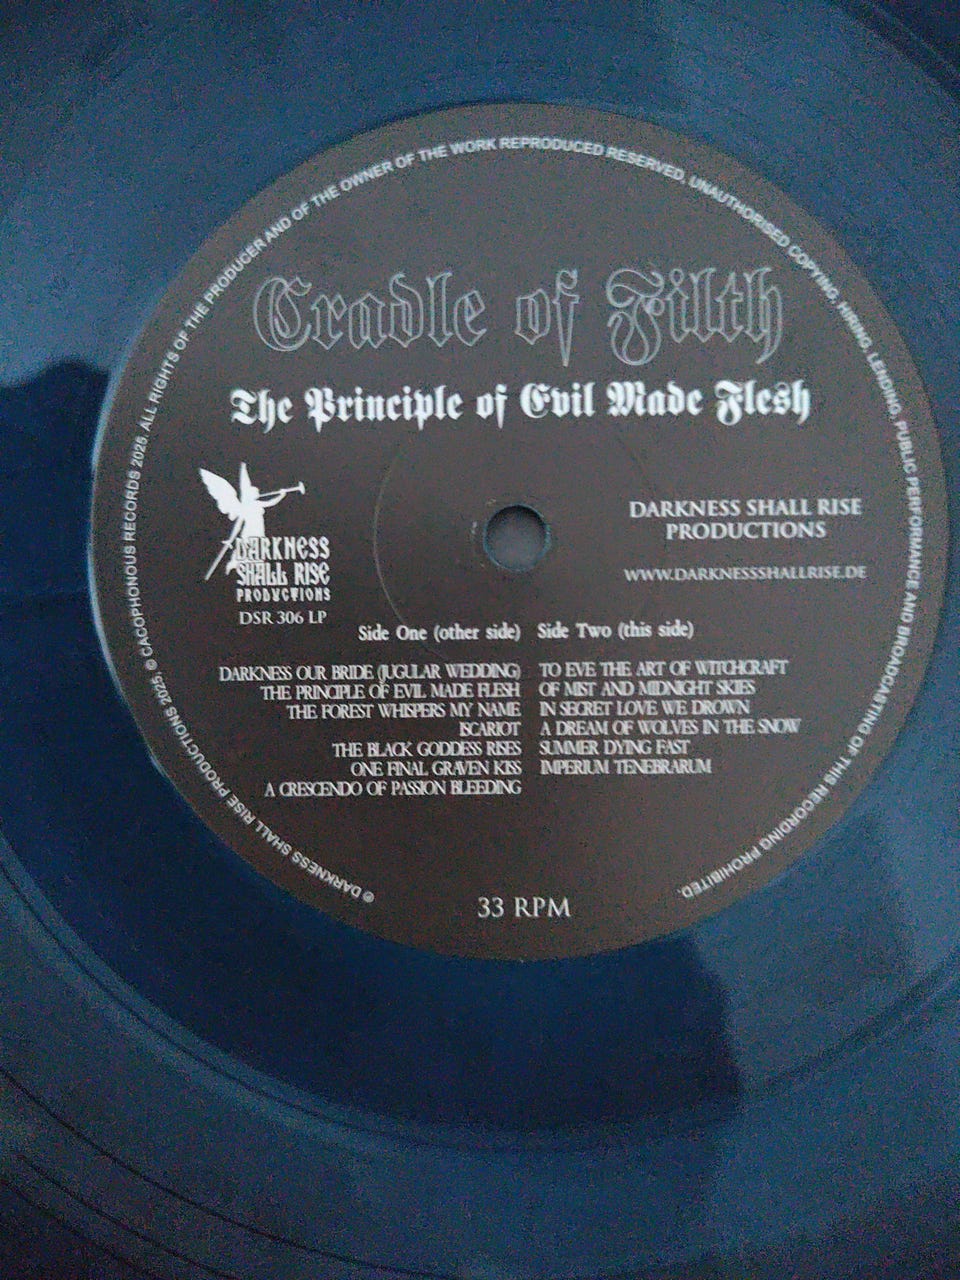 ℗ DARKNESS SHALL RISE PRODUCTIONS 2025. © CACOPHONOUS RECORDS 2025. ALL RIGHTS OF THE PRODUCER AND OF THE OWNER OF THE WORK REPRODUCED RESERVED. UNAUTHORISED COPYING, HIRING, LENDING, PUBLIC PERFORMANCE AND BROADCASTING OF THIS RECORDING PROHIBITED.
Cradle of Filth
The Principle of Evil Made Flesh
DARKNESS
SHALL RISE
PRODUCTIONS
DSR 306 LP
DARKNESS SHALL RISE
PRODUCTIONS
WWW.DARKNESSSHALLRISE.DE
Side One (other side)
DARKNESS OUR BRIDE (JUGULAR WEDDING)
THE PRINCIPLE OF EVIL MADE FLESH
THE FOREST WHISPERS MY NAME
ISCARIOT
THE BLACK GODDESS RISES
ONE FINAL GRAVEN KISS
A CRESCENDO OF PASSION BLEEDING
Side Two (this side)
TO EVE THE ART OF WITCHCRAFT
OF MIST AND MIDNIGHT SKIES
IN SECRET LOVE WE DROWN
A DREAM OF WOLVES IN THE SNOW
SUMMER DYING FAST
IMPERIUM TENEBRARUM
33 RPM